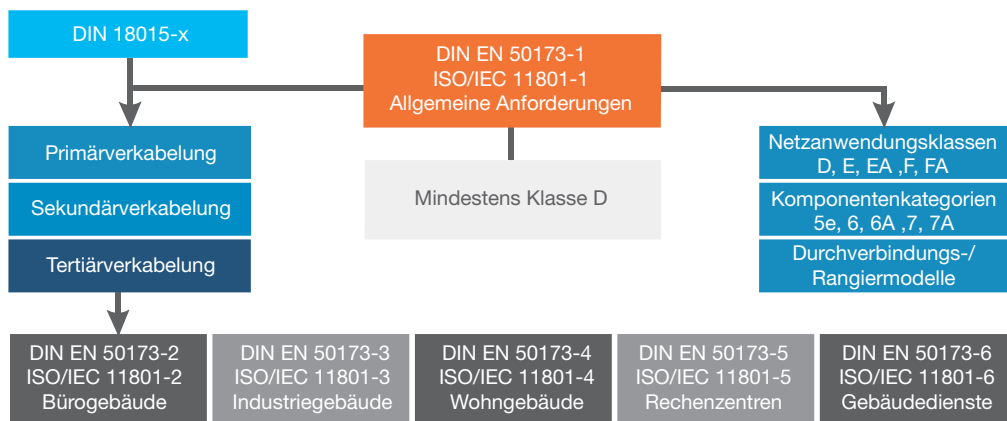 DIN 18015-x
DIN EN 50173-1
ISO/IEC 11801-1
Allgemeine Anforderungen
Primärverkabelung
Sekundärverkabelung
Tertiärverkabelung
Mindestens Klasse D
Netzanwendungsklassen
D, E, EA ,F, FA
Komponentenkategorien
5e, 6, 6A ,7, 7A
Durchverbindungs-/
Rangiermodelle
DIN EN 50173-2
ISO/IEC 11801-2
Bürogebäude
DIN EN 50173-3
ISO/IEC 11801-3
Industriegebäude
DIN EN 50173-4
ISO/IEC 11801-4
Wohngebäude
DIN EN 50173-5
ISO/IEC 11801-5
Rechenzentren
DIN EN 50173-6
ISO/IEC 11801-6
Gebäudedienste